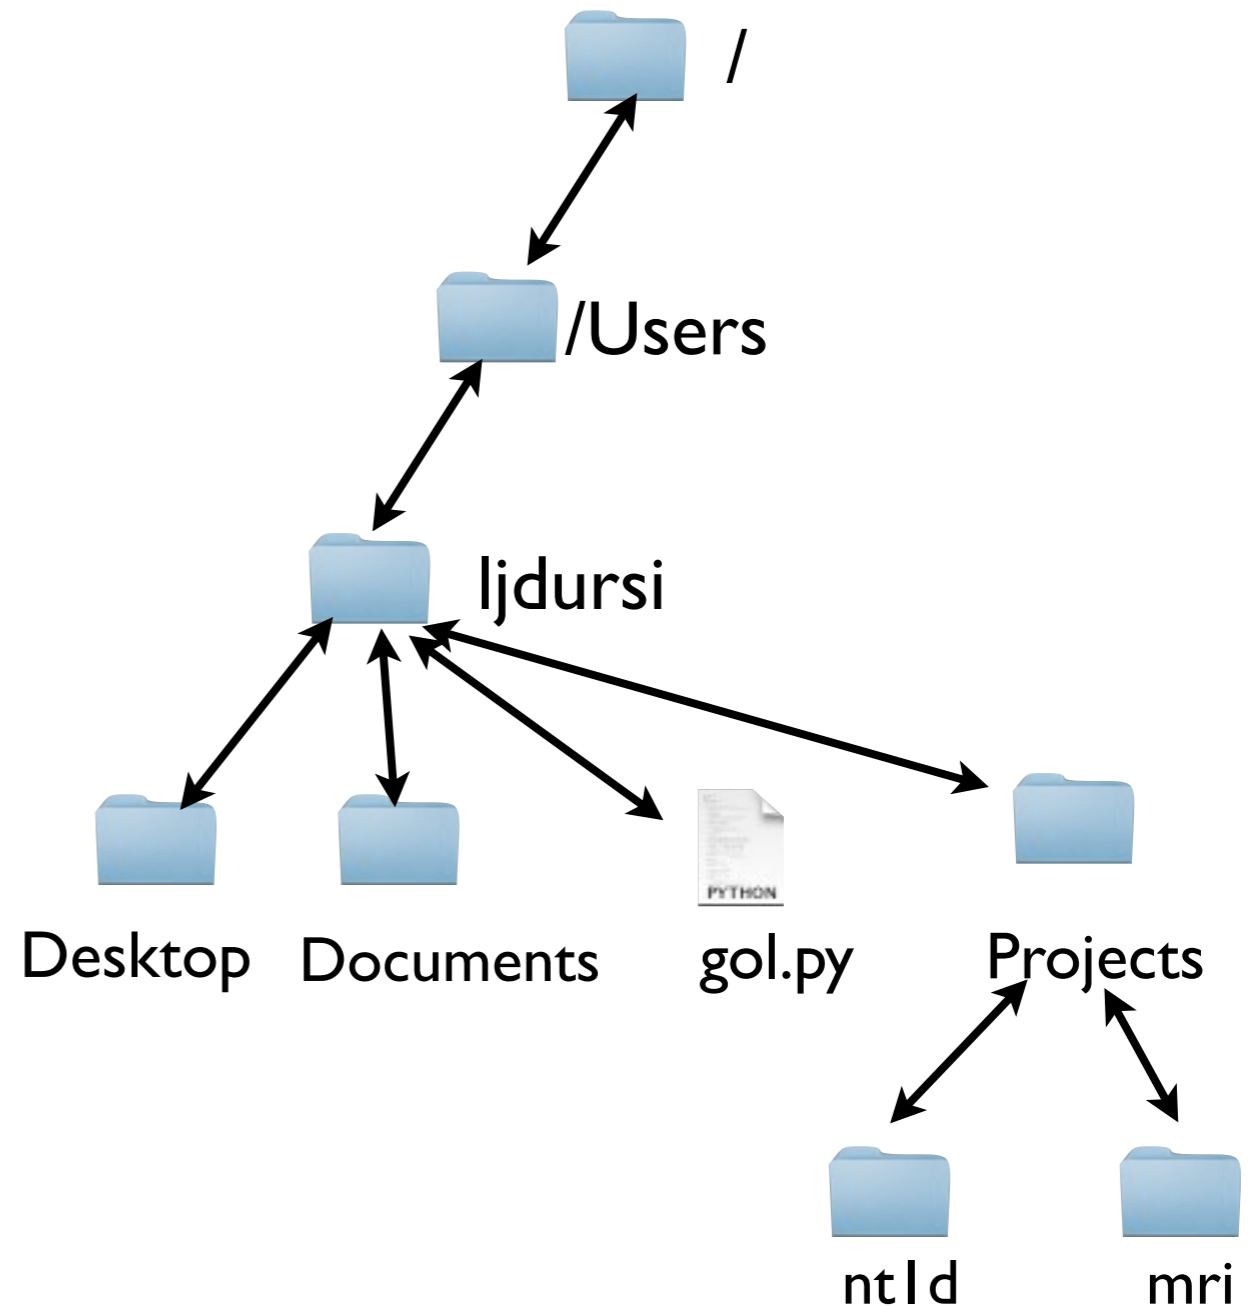 /
/Users
ljdursi
PYTHON
Desktop
Documents
gol.py
Projects
nt1d
mri